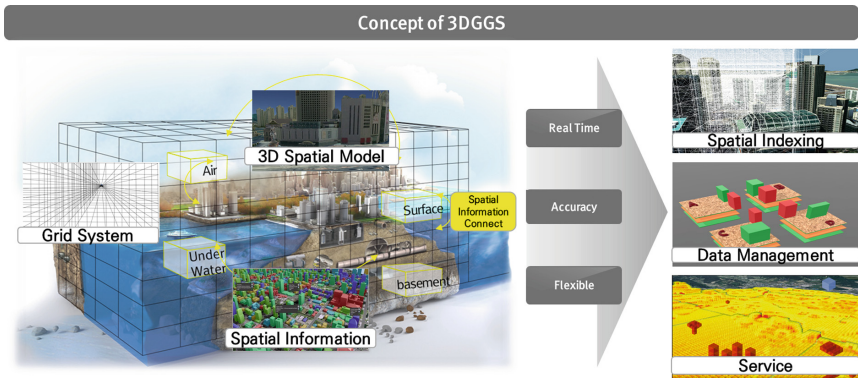 Concept of 3DGGS
3D Spatial Model
Air
Grid System
Surface
Spatial
Information
Connect
Under
Water
basement
Spatial Information
Real Time
Accuracy
Flexible
Spatial Indexing
A
B
C
D
Data Management
Service